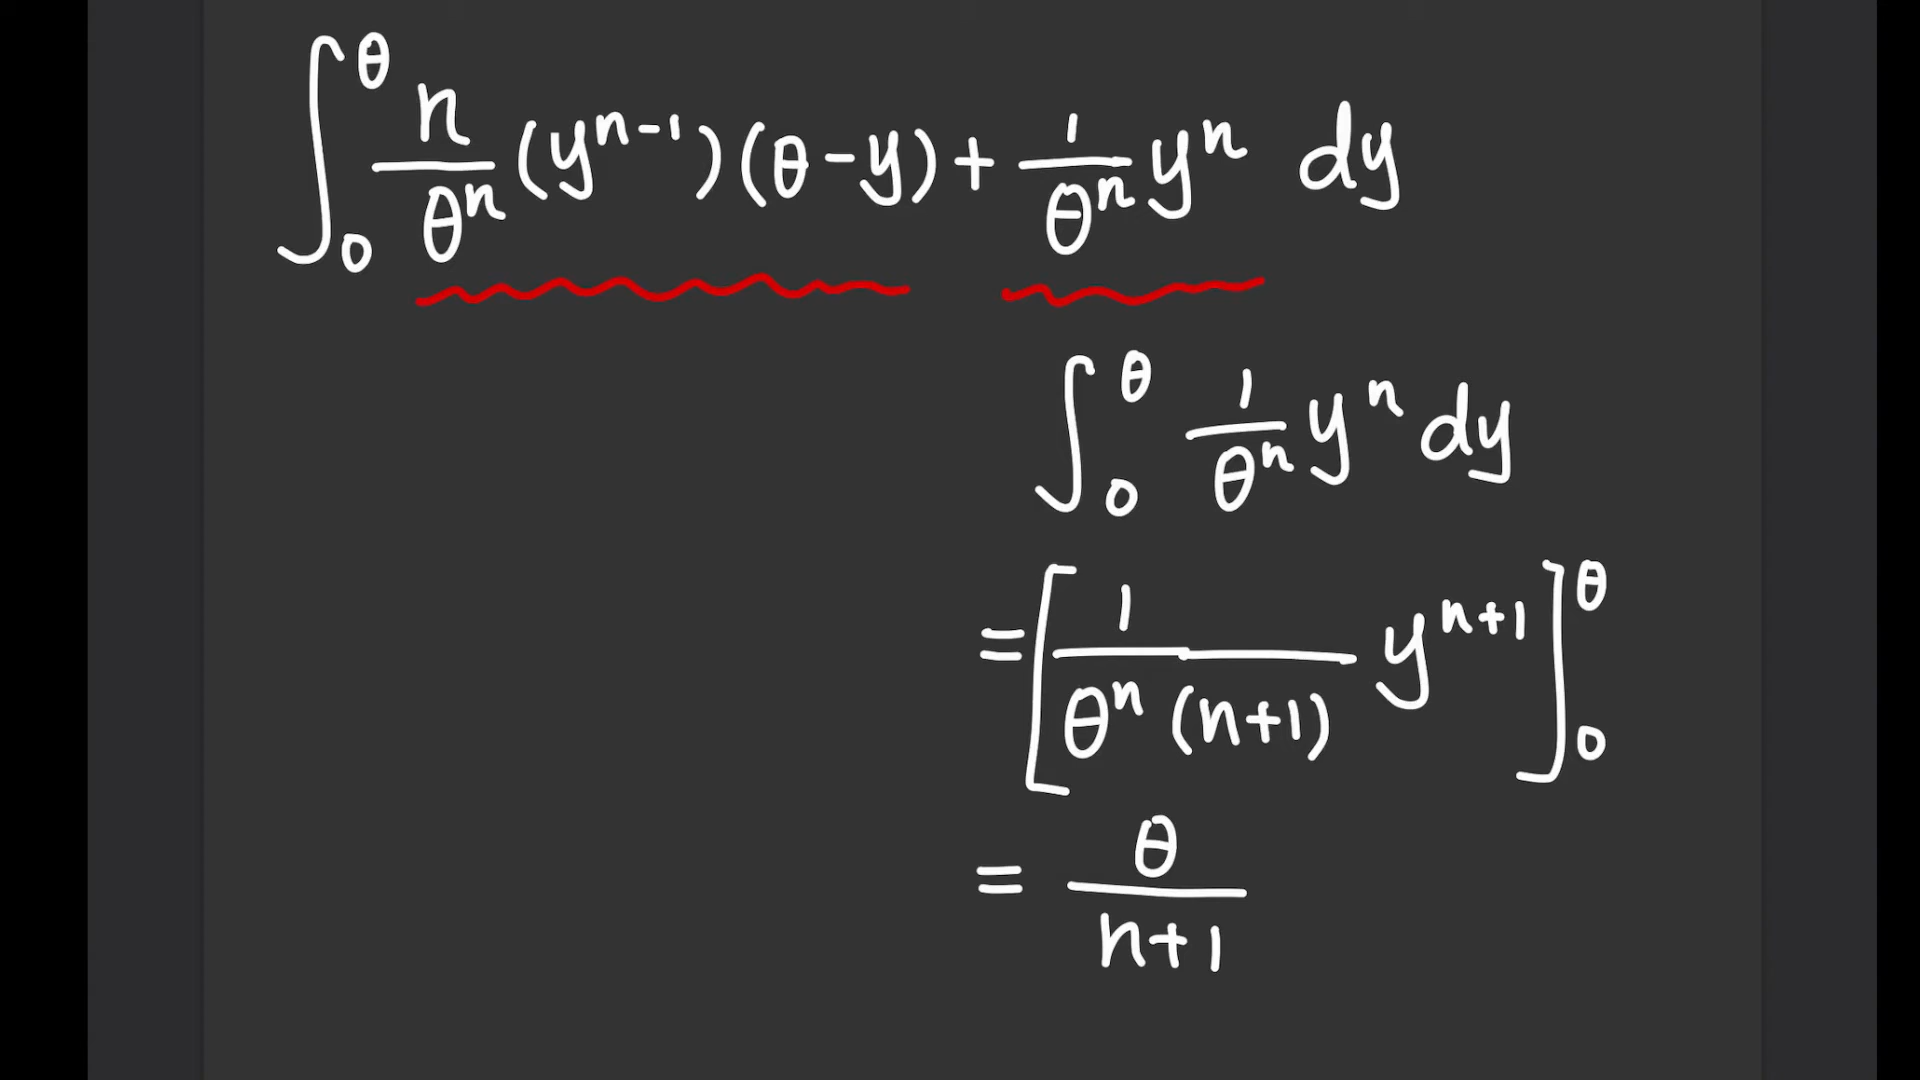 ∫₀^θ n/θⁿ (yⁿ⁻¹)(θ-y) + 1/θⁿ yⁿ dy
∫₀^θ 1/θⁿ yⁿ dy
= [1/(θⁿ(n+1)) yⁿ⁺¹]₀^θ
= θ/(n+1)